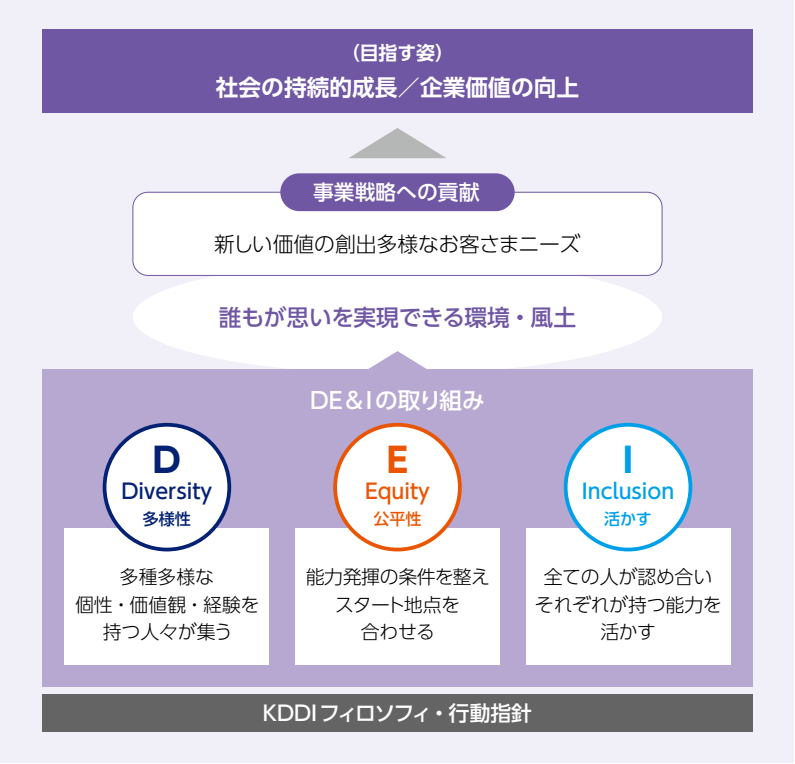 (目指す姿)
社会の持続的成長／企業価値の向上
事業戦略への貢献
新しい価値の創出多様なお客さまニーズ
誰もが思いを実現できる環境・風土
DE&Iの取り組み
D
Diversity
多様性
多種多様な
個性・価値観・経験を
持つ人々が集う
E
Equity
公平性
能力発揮の条件を整え
スタート地点を
合わせる
I
Inclusion
活かす
全ての人が認め合い
それぞれが持つ能力を
活かす
KDDIフィロソフィ・行動指針